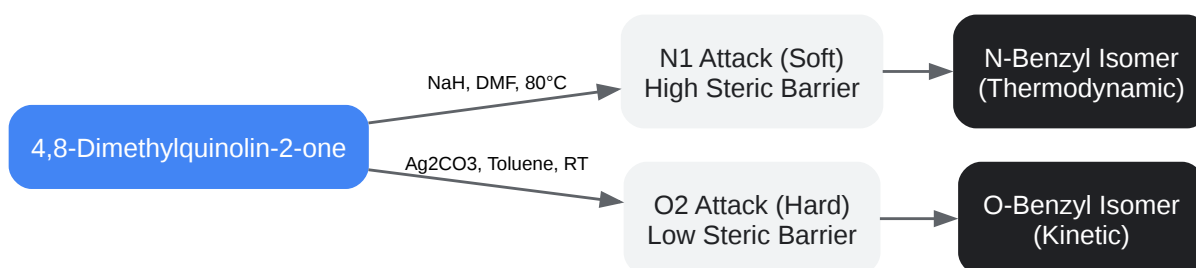 4,8-Dimethylquinolin-2-one
NaH, DMF, 80°C
N1 Attack (Soft)
High Steric Barrier
N-Benzyl Isomer
(Thermodynamic)
Ag2CO3, Toluene, RT
O2 Attack (Hard)
Low Steric Barrier
O-Benzyl Isomer
(Kinetic)